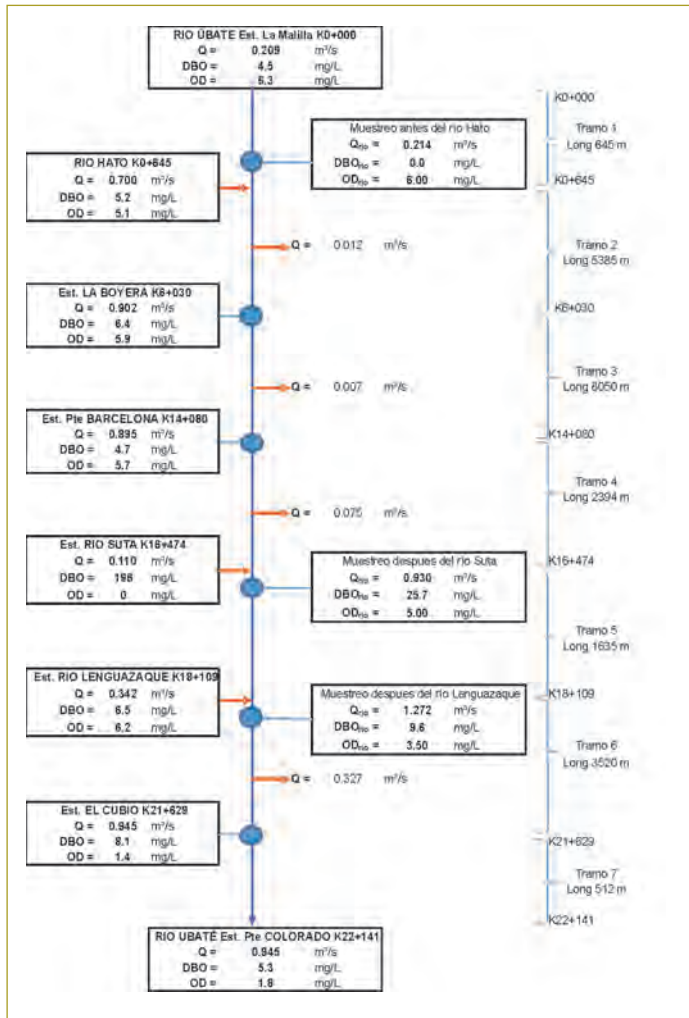 RIO ÚBATE Est. La Malilla K0+000
Q = 0.209 m³/s
DBO = 4.5 mg/L
OD = 6.3 mg/L
K0+000
Muestreo antes del rio Hato
Qrio = 0.214 m³/s
DBOrio = 0.0 mg/L
ODrio = 6.00 mg/L
Tramo 1
Long 645 m
RIO HATO K0+645
Q = 0.700 m³/s
DBO = 5.2 mg/L
OD = 5.1 mg/L
K0+645
Q = 0.012 m³/s
Tramo 2
Long 5385 m
Est. LA BOYERA K6+030
Q = 0.902 m³/s
DBO = 6.4 mg/L
OD = 5.9 mg/L
K6+030
Q = 0.007 m³/s
Tramo 3
Long 8050 m
Est. Pte BARCELONA K14+080
Q = 0.895 m³/s
DBO = 4.7 mg/L
OD = 5.7 mg/L
K14+080
Q = 0.075 m³/s
Tramo 4
Long 2394 m
Est. RIO SUTA K16+474
Q = 0.110 m³/s
DBO = 196 mg/L
OD = 0 mg/L
Muestreo despues del rio Suta
Qrio = 0.930 m³/s
DBOrio = 25.7 mg/L
ODrio = 5.00 mg/L
K16+474
Tramo 5
Long 1635 m
Est. RIO LENGUAZAQUE K18+109
Q = 0.342 m³/s
DBO = 6.5 mg/L
OD = 6.2 mg/L
Muestreo despues del rio Lenguazaque
Qrio = 1.272 m³/s
DBOrio = 9.6 mg/L
ODrio = 3.50 mg/L
K18+109
Q = 0.327 m³/s
Tramo 6
Long 3520 m
Est. EL CUBIO K21+629
Q = 0.945 m³/s
DBO = 8.1 mg/L
OD = 1.4 mg/L
K21+629
Tramo 7
Long 512 m
K22+141
RIO UBATÉ Est. Pte COLORADO K22+141
Q = 0.945 m³/s
DBO = 5.3 mg/L
OD = 1.8 mg/L